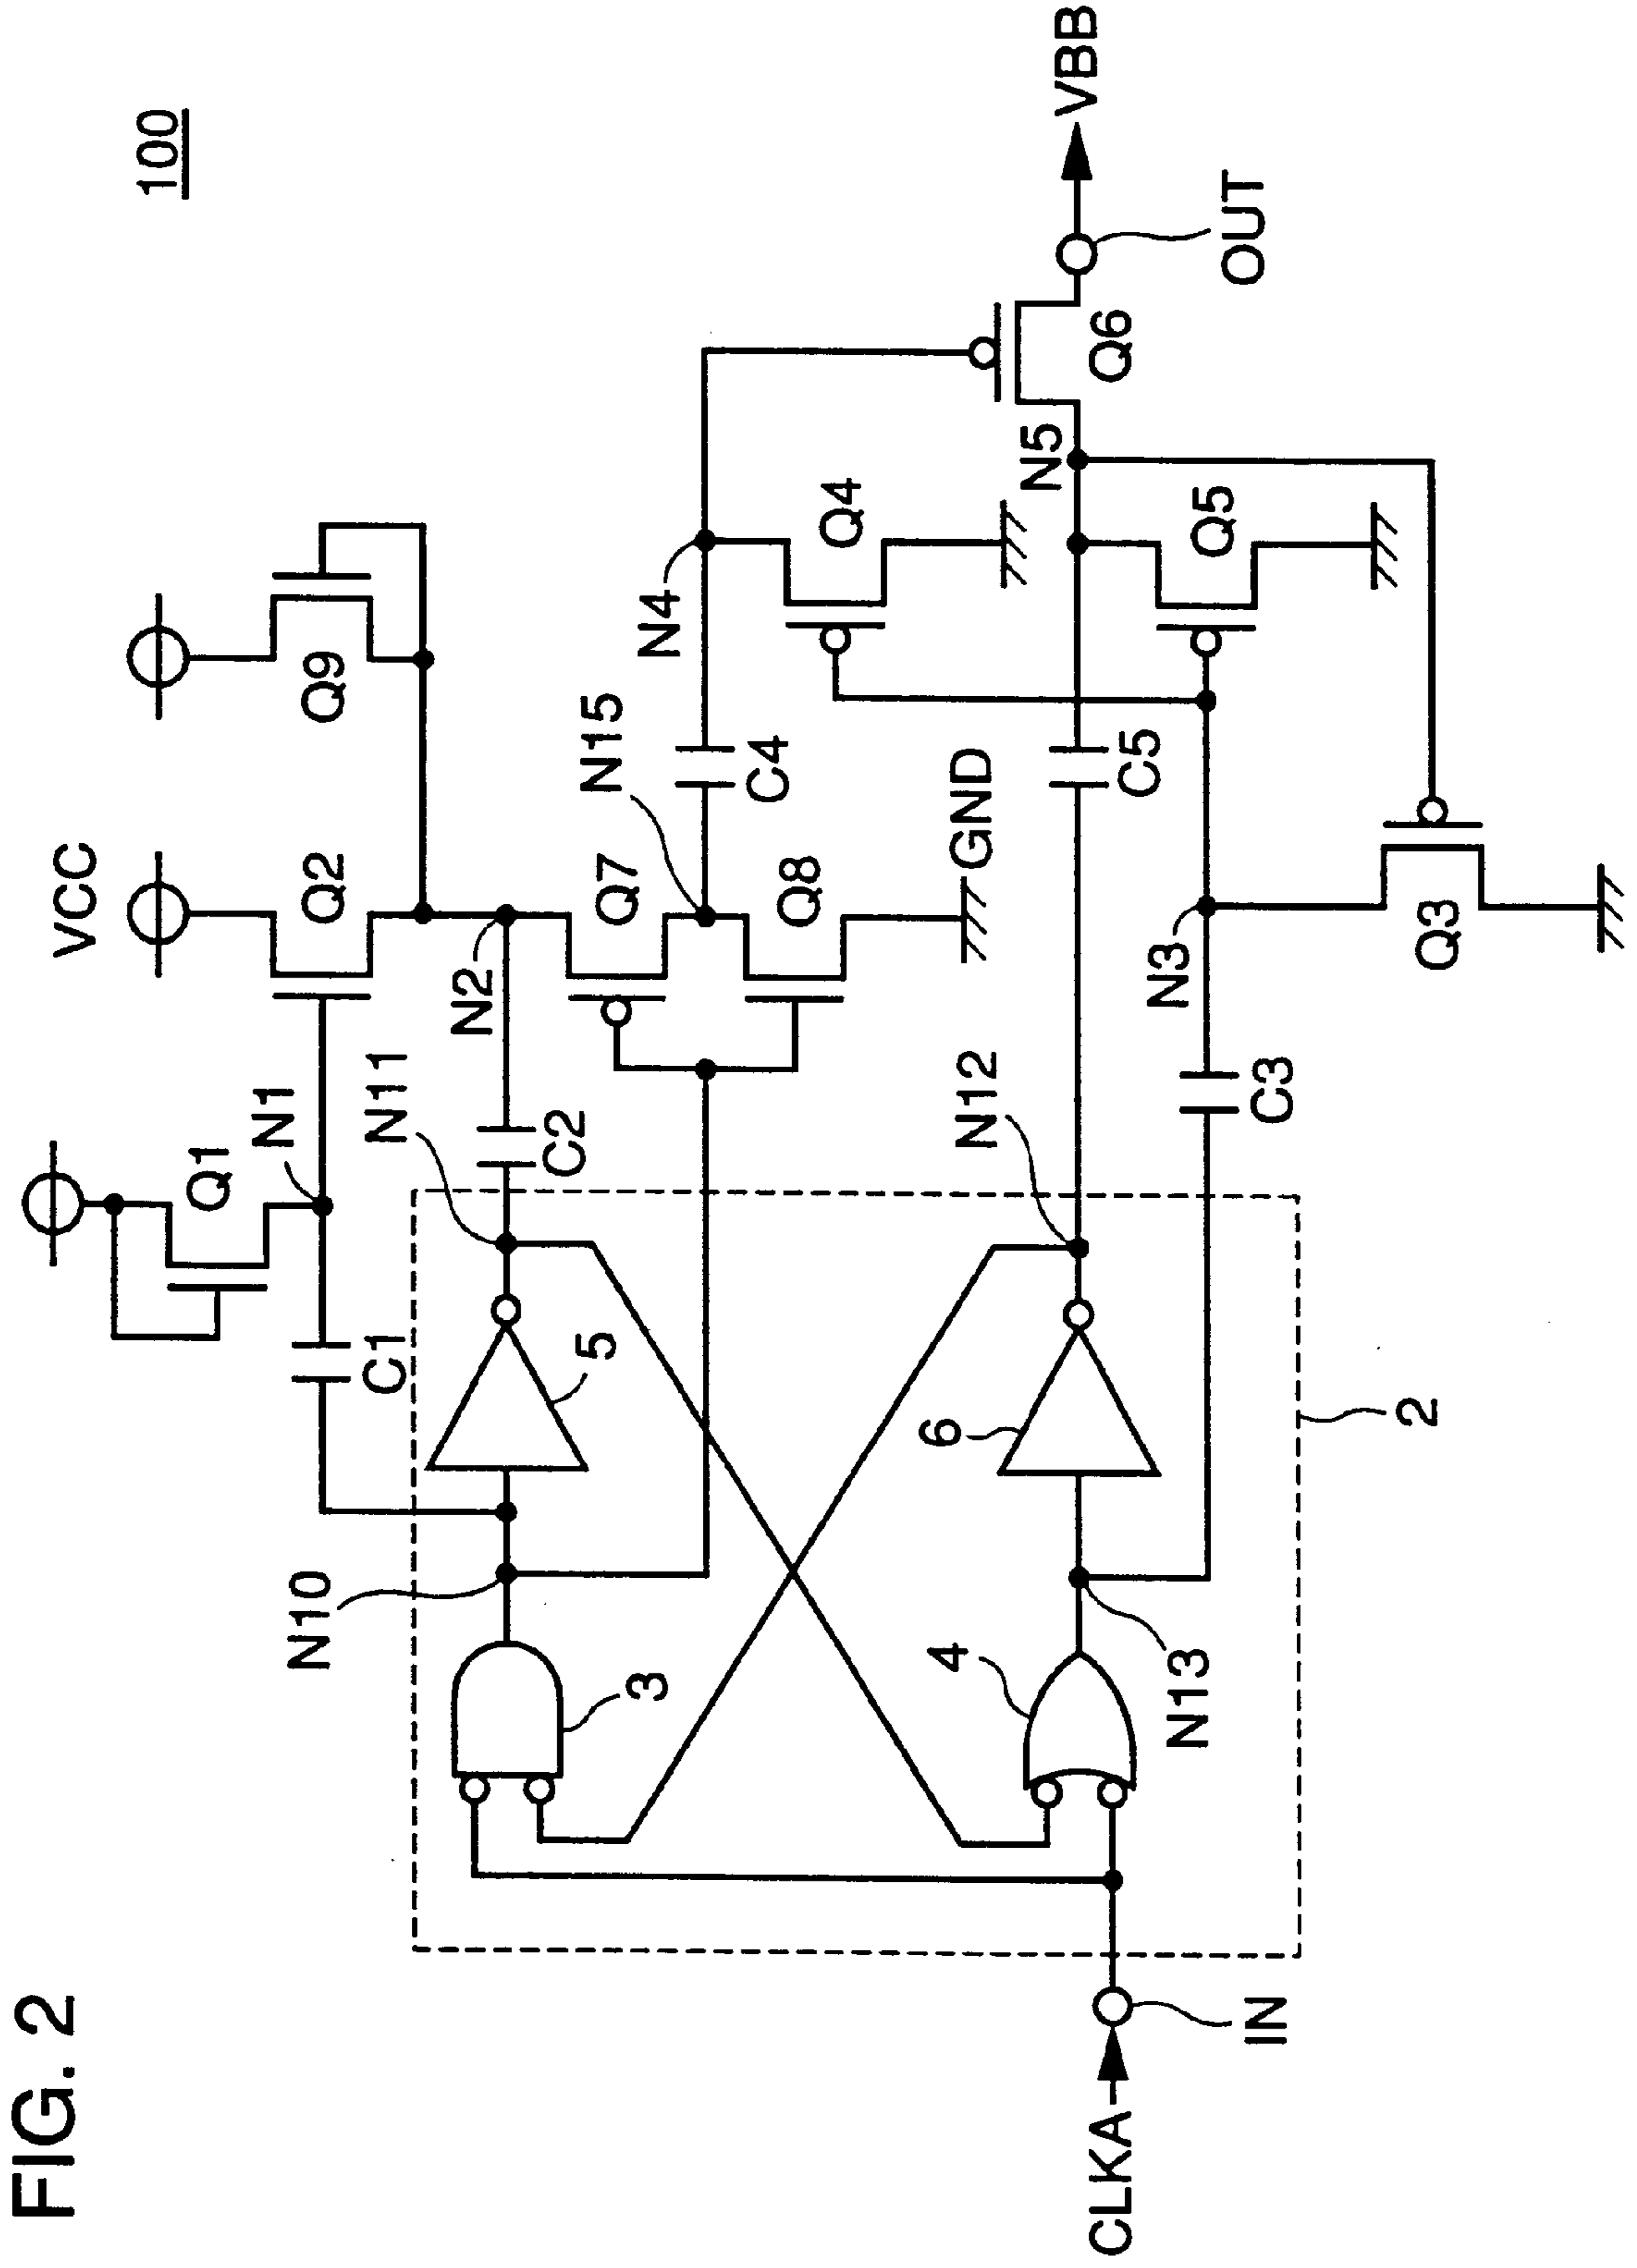 FIG. 2
100
VCC
Q1
N1
C1
Q2
Q9
N10
N11
C2
N2
Q7
N15
N4
C4
Q8
Q4
3
5
GND
N12
6
C5
N5
Q6
VBB
OUT
4
N13
C3
N3
Q5
Q3
CLKA
IN
2